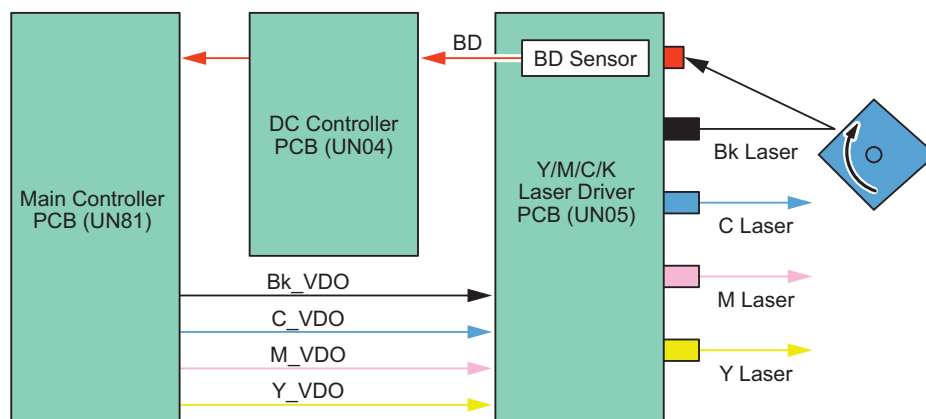 BD
BD Sensor
DC Controller
PCB (UN04)
Bk Laser
Main Controller
PCB (UN81)
Y/M/C/K
Laser Driver
PCB (UN05)
C Laser
Bk_VDO
M Laser
C_VDO
M_VDO
Y Laser
Y_VDO